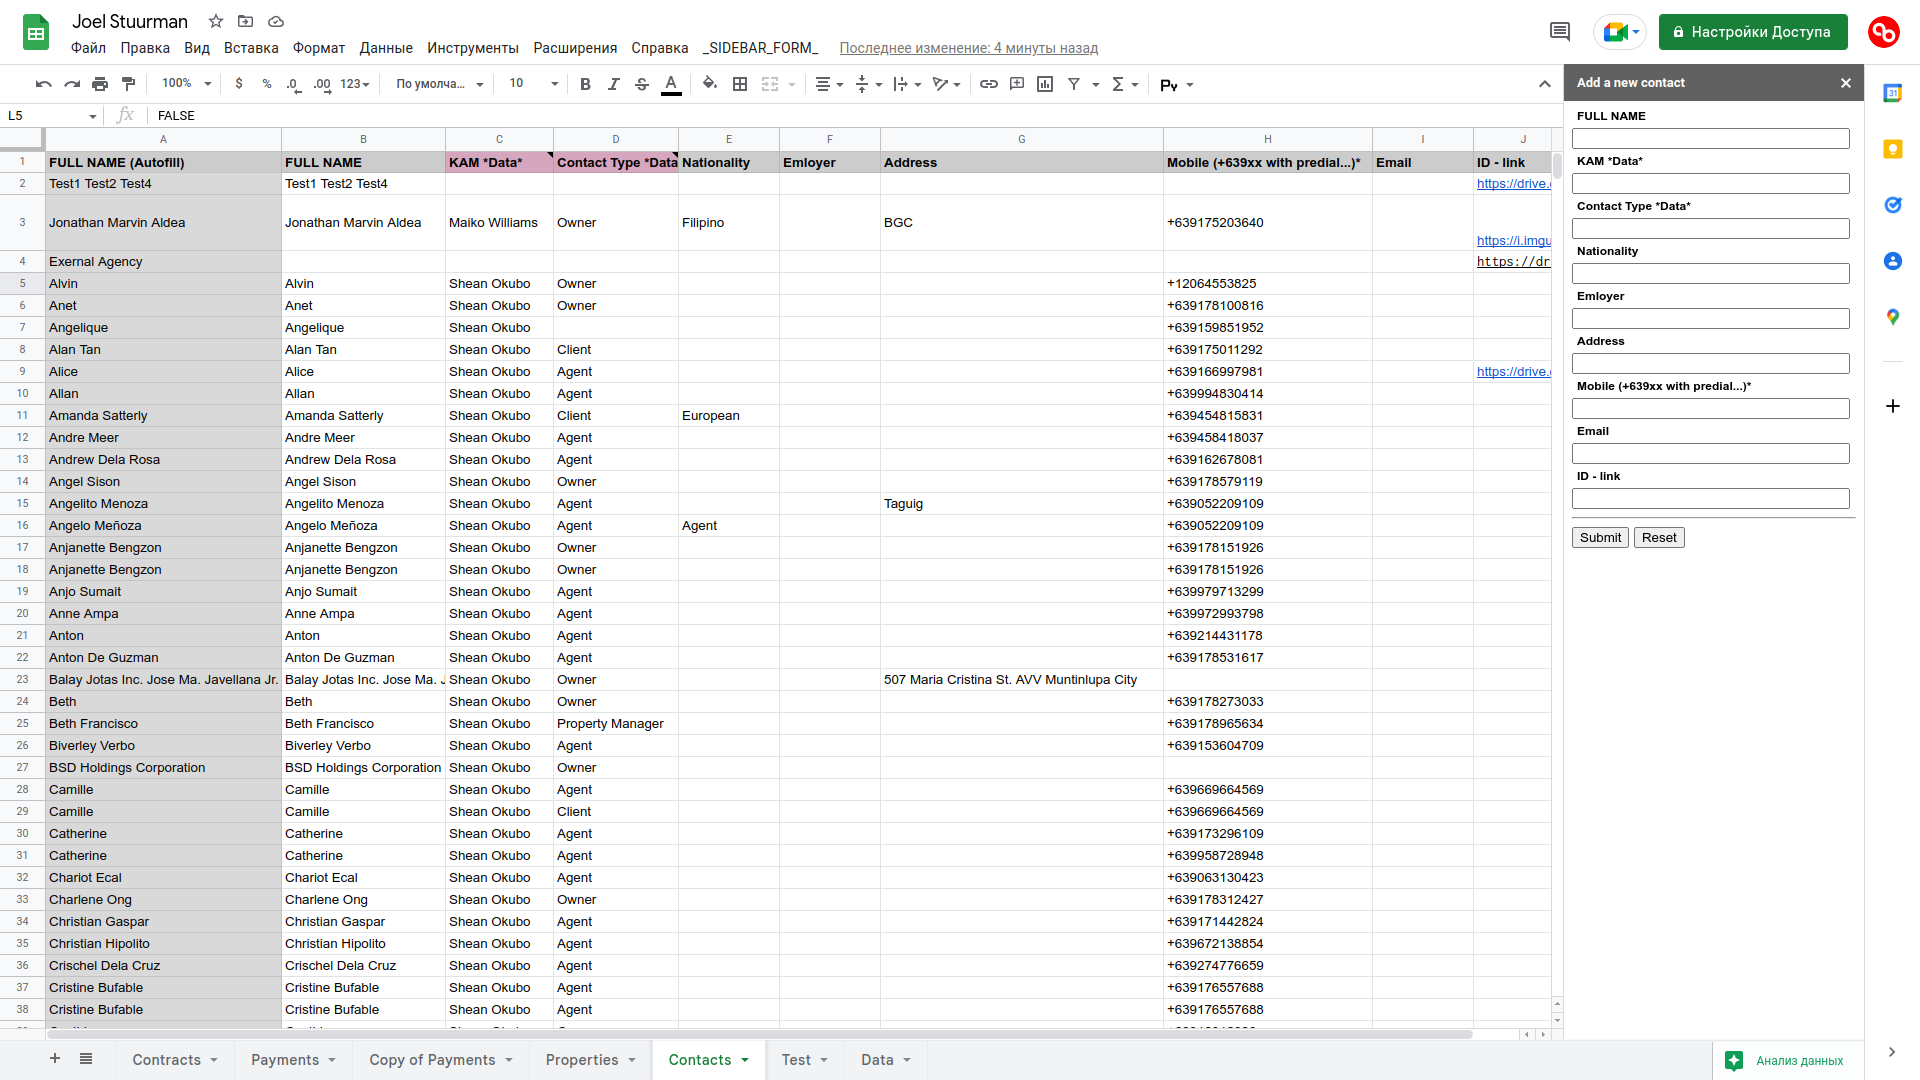 Joel Stuurman
Файл Правка Вид Вставка Формат Данные Инструменты Расширения Справка _SIDEBAR_FORM_ Последнее изменение: 4 минуты назад
Настройки Доступа
100% $ % .0 .00 123 По умолча... 10 B I S A Py
L5 fx FALSE
A B C D E F G H I J
1 FULL NAME (Autofill) FULL NAME KAM *Data* Contact Type *Data Nationality Emloyer Address Mobile (+639xx with predial...)* Email ID - link
2 Test1 Test2 Test4 Test1 Test2 Test4 https://drive.
3 Jonathan Marvin Aldea Jonathan Marvin Aldea Maiko Williams Owner Filipino BGC +639175203640 https://i.imgu
4 Exernal Agency https://dr
5 Alvin Alvin Shean Okubo Owner +12064553825
6 Anet Anet Shean Okubo Owner +639178100816
7 Angelique Angelique Shean Okubo +639159851952
8 Alan Tan Alan Tan Shean Okubo Client +639175011292
9 Alice Alice Shean Okubo Agent +639166997981 https://drive.
10 Allan Allan Shean Okubo Agent +639994830414
11 Amanda Satterly Amanda Satterly Shean Okubo Client European +639454815831
12 Andre Meer Andre Meer Shean Okubo Agent +639458418037
13 Andrew Dela Rosa Andrew Dela Rosa Shean Okubo Agent +639162678081
14 Angel Sison Angel Sison Shean Okubo Owner +639178579119
15 Angelito Menoza Angelito Menoza Shean Okubo Agent Taguig +639052209109
16 Angelo Meñoza Angelo Meñoza Shean Okubo Agent Agent +639052209109
17 Anjanette Bengzon Anjanette Bengzon Shean Okubo Owner +639178151926
18 Anjanette Bengzon Anjanette Bengzon Shean Okubo Owner +639178151926
19 Anjo Sumait Anjo Sumait Shean Okubo Agent +639979713299
20 Anne Ampa Anne Ampa Shean Okubo Agent +639972993798
21 Anton Anton Shean Okubo Agent +639214431178
22 Anton De Guzman Anton De Guzman Shean Okubo Agent +639178531617
23 Balay Jotas Inc. Jose Ma. Javellana Jr. Balay Jotas Inc. Jose Ma. J Shean Okubo Owner 507 Maria Cristina St. AVV Muntinlupa City
24 Beth Beth Shean Okubo Owner +639178273033
25 Beth Francisco Beth Francisco Shean Okubo Property Manager +639178965634
26 Biverley Verbo Biverley Verbo Shean Okubo Agent +639153604709
27 BSD Holdings Corporation BSD Holdings Corporation Shean Okubo Owner
28 Camille Camille Shean Okubo Agent +639669664569
29 Camille Camille Shean Okubo Client +639669664569
30 Catherine Catherine Shean Okubo Agent +639173296109
31 Catherine Catherine Shean Okubo Agent +639958728948
32 Chariot Ecal Chariot Ecal Shean Okubo Agent +639063130423
33 Charlene Ong Charlene Ong Shean Okubo Owner +639178312427
34 Christian Gaspar Christian Gaspar Shean Okubo Agent +639171442824
35 Christian Hipolito Christian Hipolito Shean Okubo Agent +639672138854
36 Crischel Dela Cruz Crischel Dela Cruz Shean Okubo Agent +639274776659
37 Cristine Bufable Cristine Bufable Shean Okubo Agent +639176557688
38 Cristine Bufable Cristine Bufable Shean Okubo Agent +639176557688
Contracts Payments Copy of Payments Properties Contacts Test Data
Анализ данных
Add a new contact
FULL NAME
KAM *Data*
Contact Type *Data*
Nationality
Emloyer
Address
Mobile (+639xx with predial...)*
Email
ID - link
Submit Reset
31